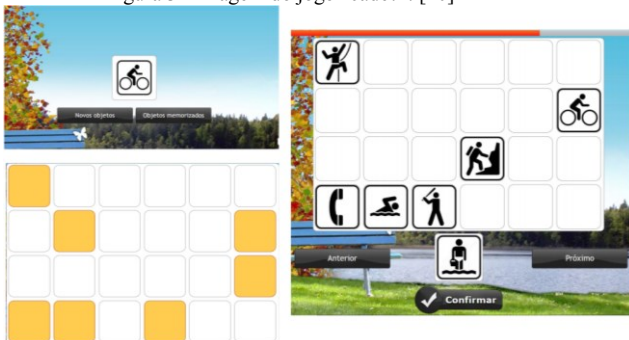 Novos objetos
Objetos memorizados
Anterior
Próximo
Confirmar